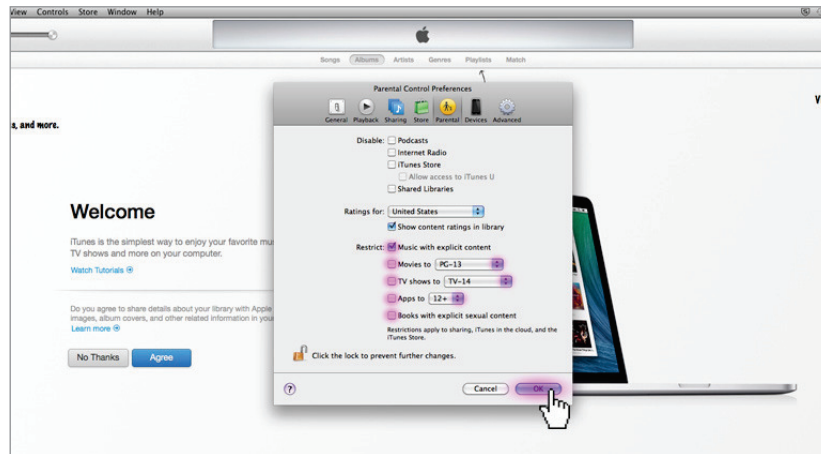 View Controls Store Window Help
Songs Albums Artists Genres Playlists Match
Parental Control Preferences
General Playback Sharing Store Parental Devices Advanced
V
s, and more.
Disable: Podcasts
Internet Radio
iTunes Store
Allow access to iTunes U
Shared Libraries
Ratings for: United States
Show content ratings in library
Restrict: Music with explicit content
Movies to PG-13
TV shows to TV-14
Apps to 12+
Books with explicit sexual content
Restrictions apply to sharing, iTunes in the cloud, and the
iTunes Store.
Click the lock to prevent further changes.
? Cancel OK
Welcome
iTunes is the simplest way to enjoy your favorite mu
TV shows and more on your computer.
Watch Tutorials
Do you agree to share details about your library with Apple
images, album covers, and other related information in you
Learn more
No Thanks Agree